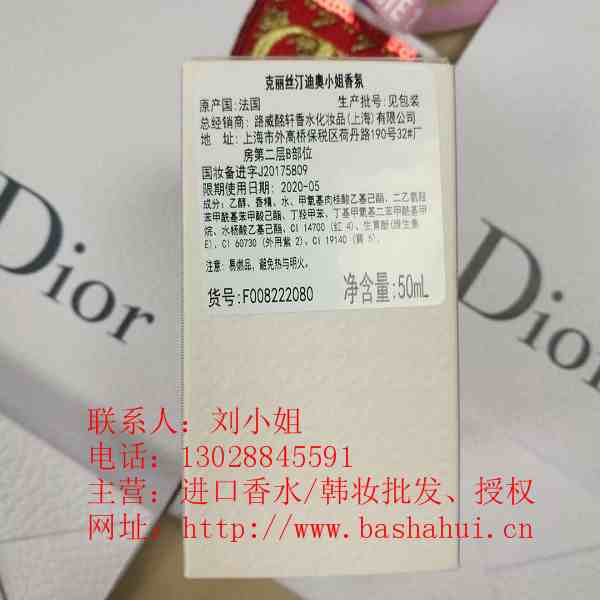 克丽丝汀迪奥小姐香氛
原产国:法国 生产批号:见包装
总经销商: 路威酩轩香水化妆品(上海)有限公司
地 址: 上海市外高桥保税区荷丹路190号32#厂
房第二层B部位
国妆备进字J20175809
限期使用日期: 2020-05
成分: 乙醇、香精、水、甲氧基肉桂酸乙基己酯、二乙氨羟
苯甲酰基苯甲酸己酯、丁羟甲苯、丁基甲氧基二苯甲酰基甲
烷、水杨酸乙基己酯、CI 14700 (红 4)、生育酚(维生素
E)、CI 60730 (外用紫 2)、CI 19140 (黄 5)。
注意: 易燃品, 避免热与明火。
货号:F008222080 净含量:50mL
Dior
Dior
联系人: 刘小姐
电话: 13028845591
主营: 进口香水/韩妆批发、授权
网址: http://www.bashahui.cn